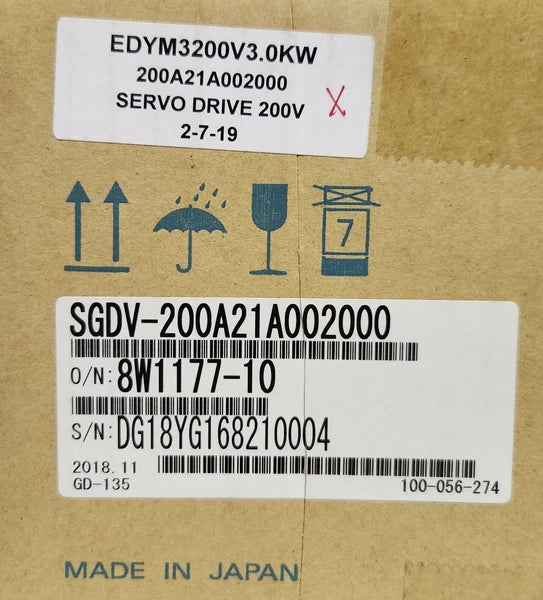 EDYM3200V3.0KW
200A21A002000
SERVO DRIVE 200V X
2-7-19
7
SGDV-200A21A002000
O/N: 8W1177-10
S/N: DG18YG168210004
2018.11
GD-135 100-056-274
MADE IN JAPAN